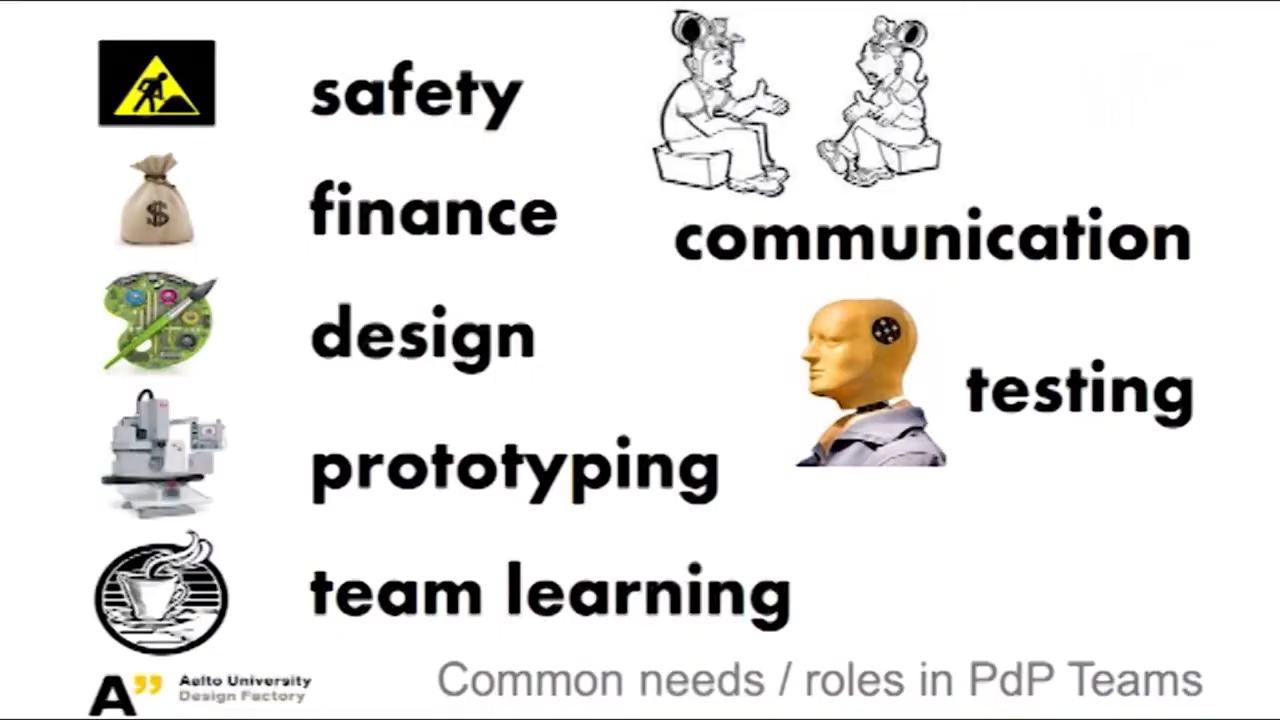 safety
finance
design
prototyping
team learning
communication
testing
$
A”
Aalto University
Design Factory
Common needs / roles in PdP Teams